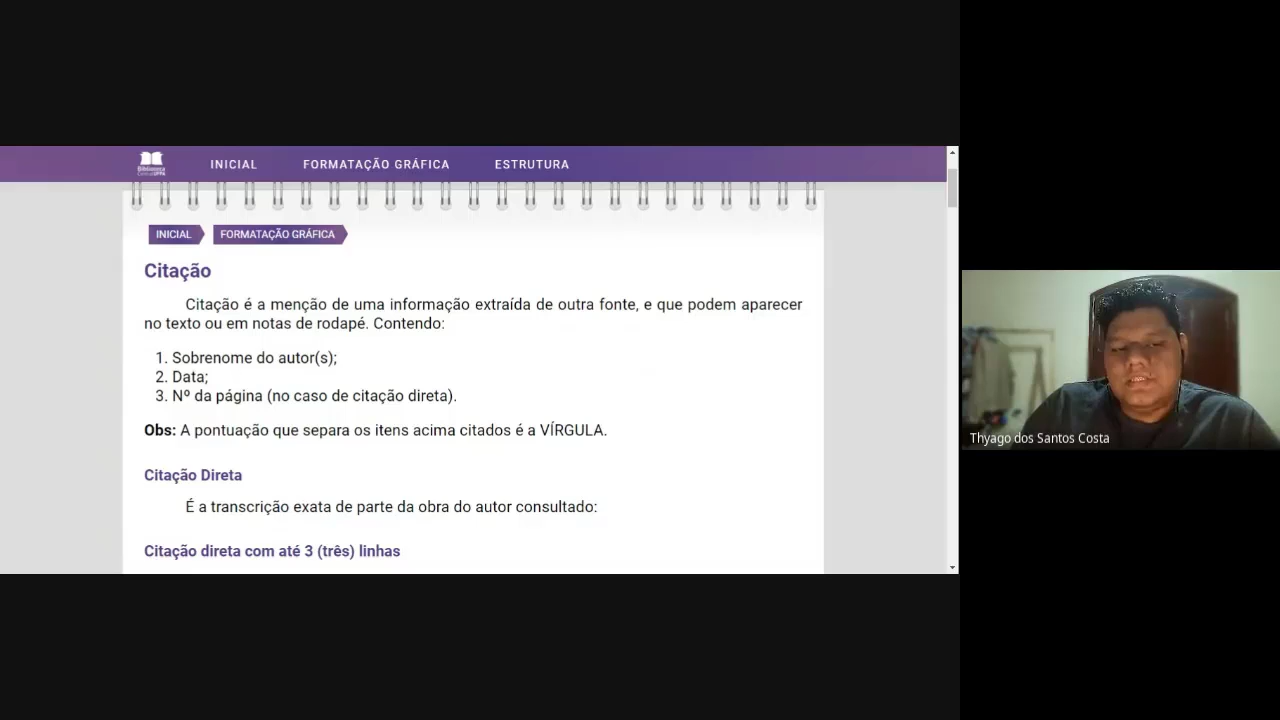 INICIAL FORMATAÇÃO GRÁFICA ESTRUTURA
Biblioteca
INICIAL FORMATAÇÃO GRÁFICA
Citação
Citação é a menção de uma informação extraída de outra fonte, e que podem aparecer
no texto ou em notas de rodapé. Contendo:
1. Sobrenome do autor(s);
2. Data;
3. Nº da página (no caso de citação direta).
Obs: A pontuação que separa os itens acima citados é a VÍRGULA.
Citação Direta
É a transcrição exata de parte da obra do autor consultado:
Citação direta com até 3 (três) linhas
Thyago dos Santos Costa